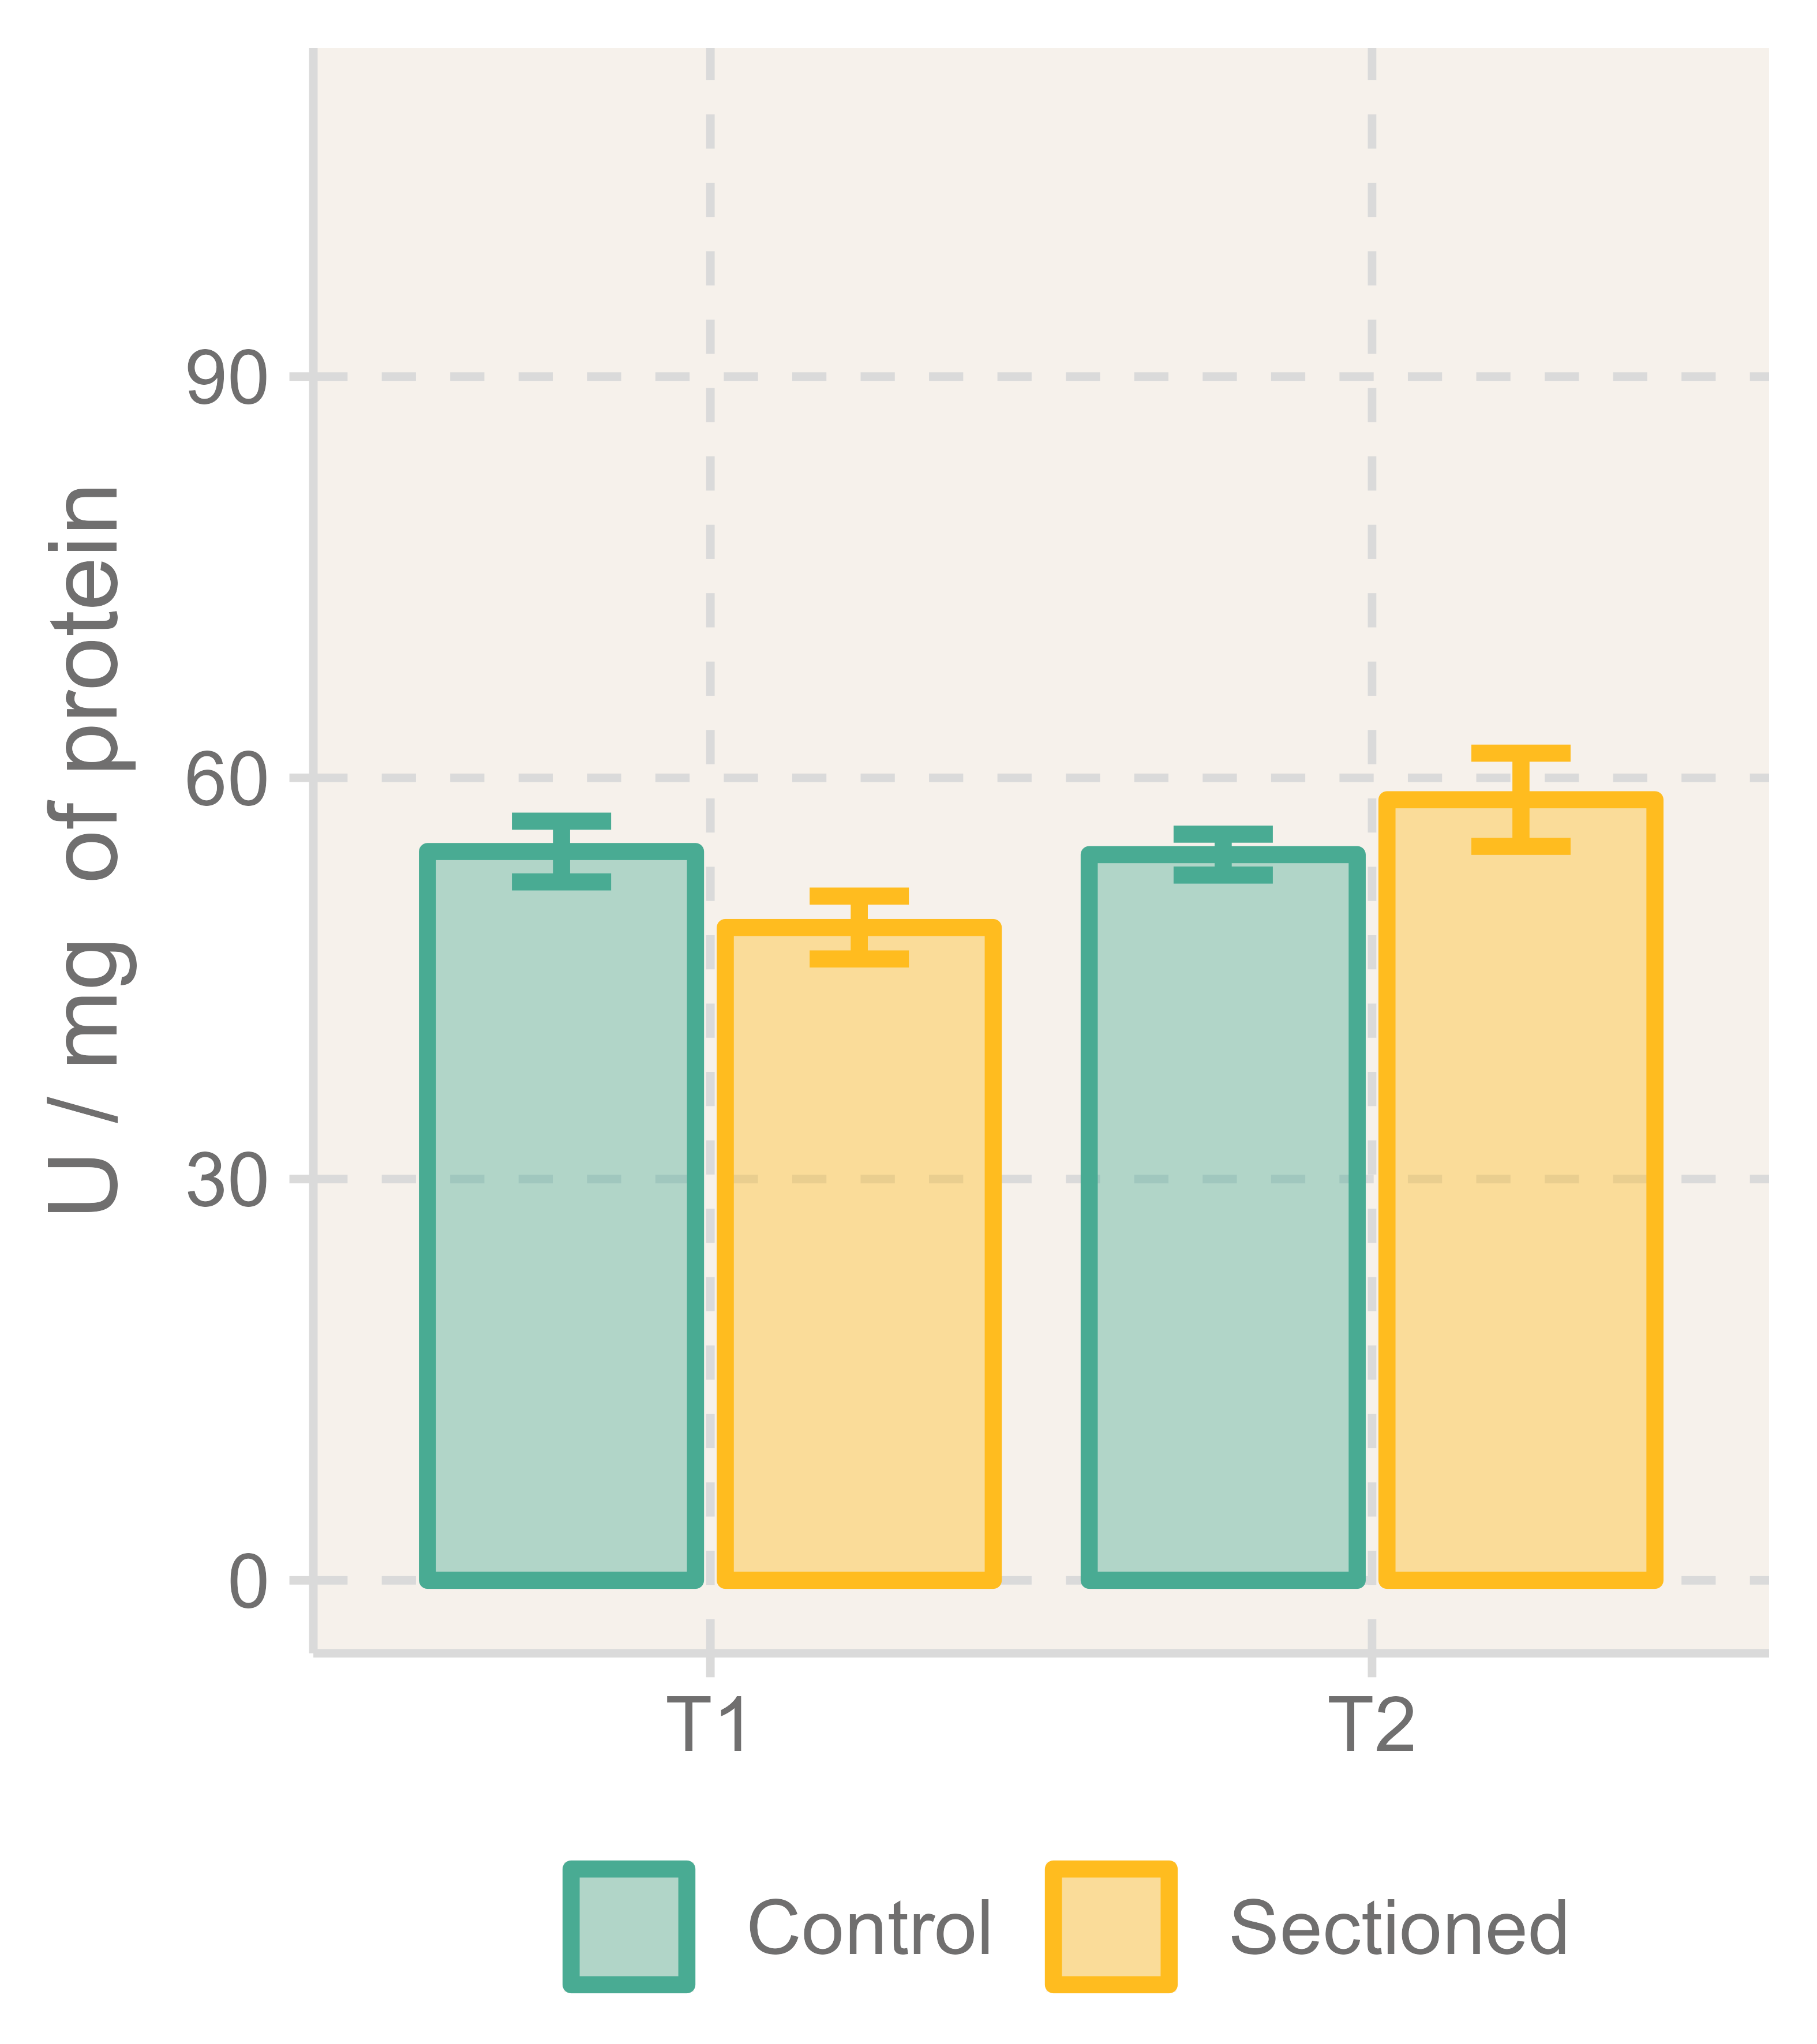 U / mg of protein
90
60
30
0
T1 T2
Control Sectioned